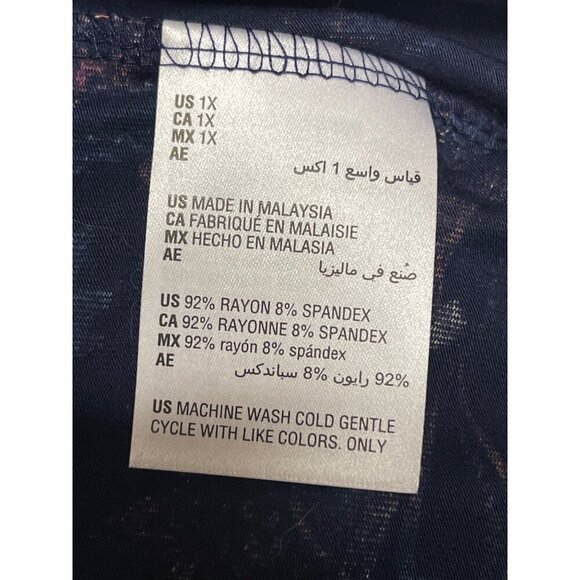 US 1X
CA 1X
MX 1X
AE قياس واسع 1 اكس
US MADE IN MALAYSIA
CA FABRIQUÉ EN MALAISIE
MX HECHO EN MALASIA
AE صُنع في ماليزيا
US 92% RAYON 8% SPANDEX
CA 92% RAYONNE 8% SPANDEX
MX 92% rayón 8% spándex
AE 92% رايون 8% سباندكس
US MACHINE WASH COLD GENTLE
CYCLE WITH LIKE COLORS. ONLY